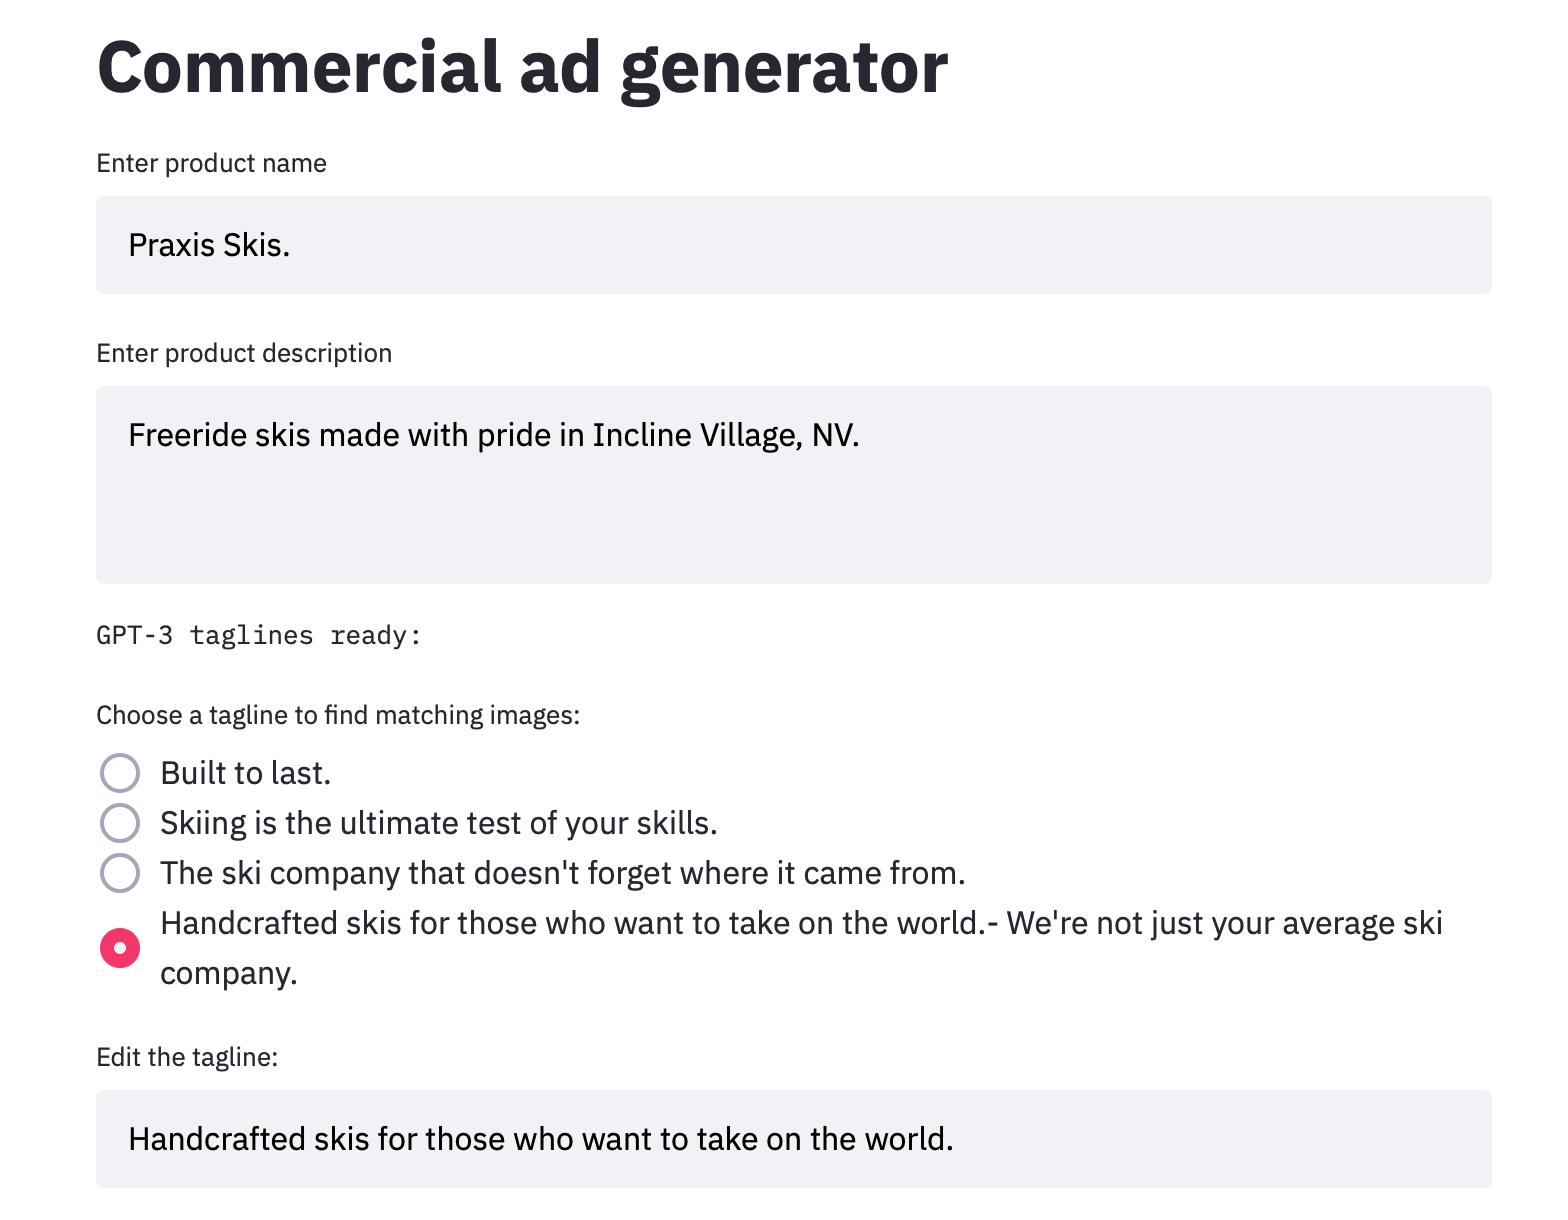 Commercial ad generator
Enter product name
Praxis Skis.
Enter product description
Freeride skis made with pride in Incline Village, NV.
GPT-3 taglines ready:
Choose a tagline to find matching images:
Built to last.
Skiing is the ultimate test of your skills.
The ski company that doesn't forget where it came from.
Handcrafted skis for those who want to take on the world.- We're not just your average ski
company.
Edit the tagline:
Handcrafted skis for those who want to take on the world.